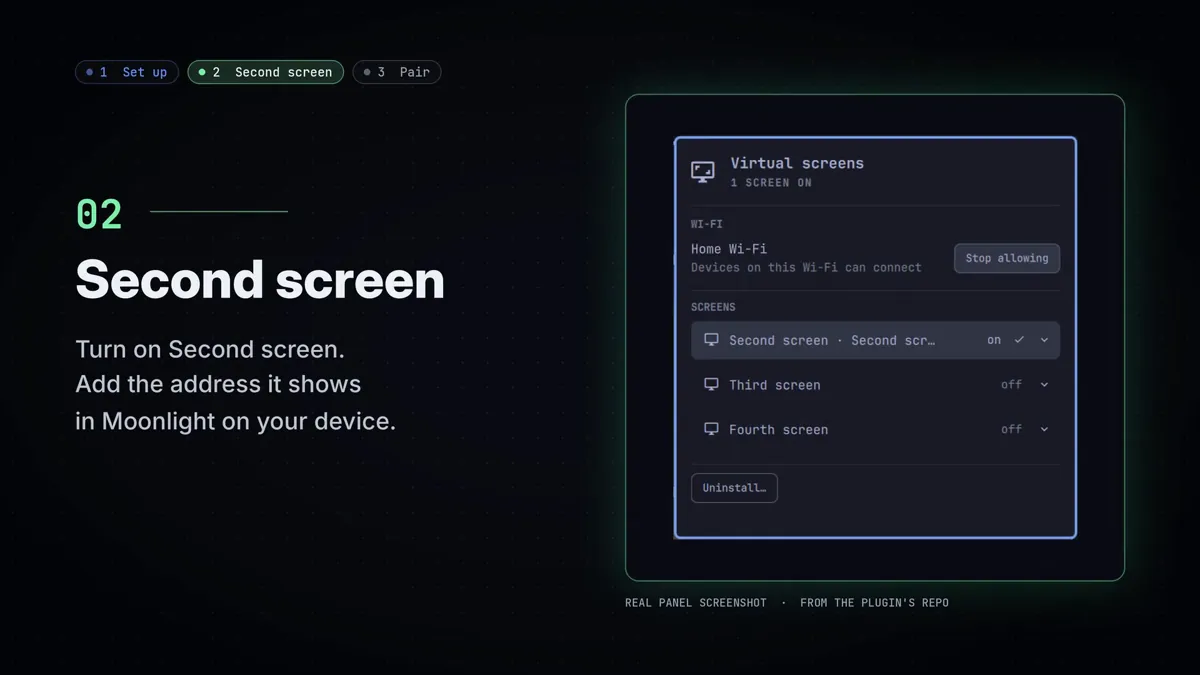 1 Set up
2 Second screen
3 Pair
02
Second screen
Turn on Second screen.
Add the address it shows
in Moonlight on your device.
Virtual screens
1 SCREEN ON
WI-FI
Home Wi-Fi
Devices on this Wi-Fi can connect
Stop allowing
SCREENS
Second screen · Second scr…
on
Third screen
off
Fourth screen
off
Uninstall…
REAL PANEL SCREENSHOT · FROM THE PLUGIN'S REPO